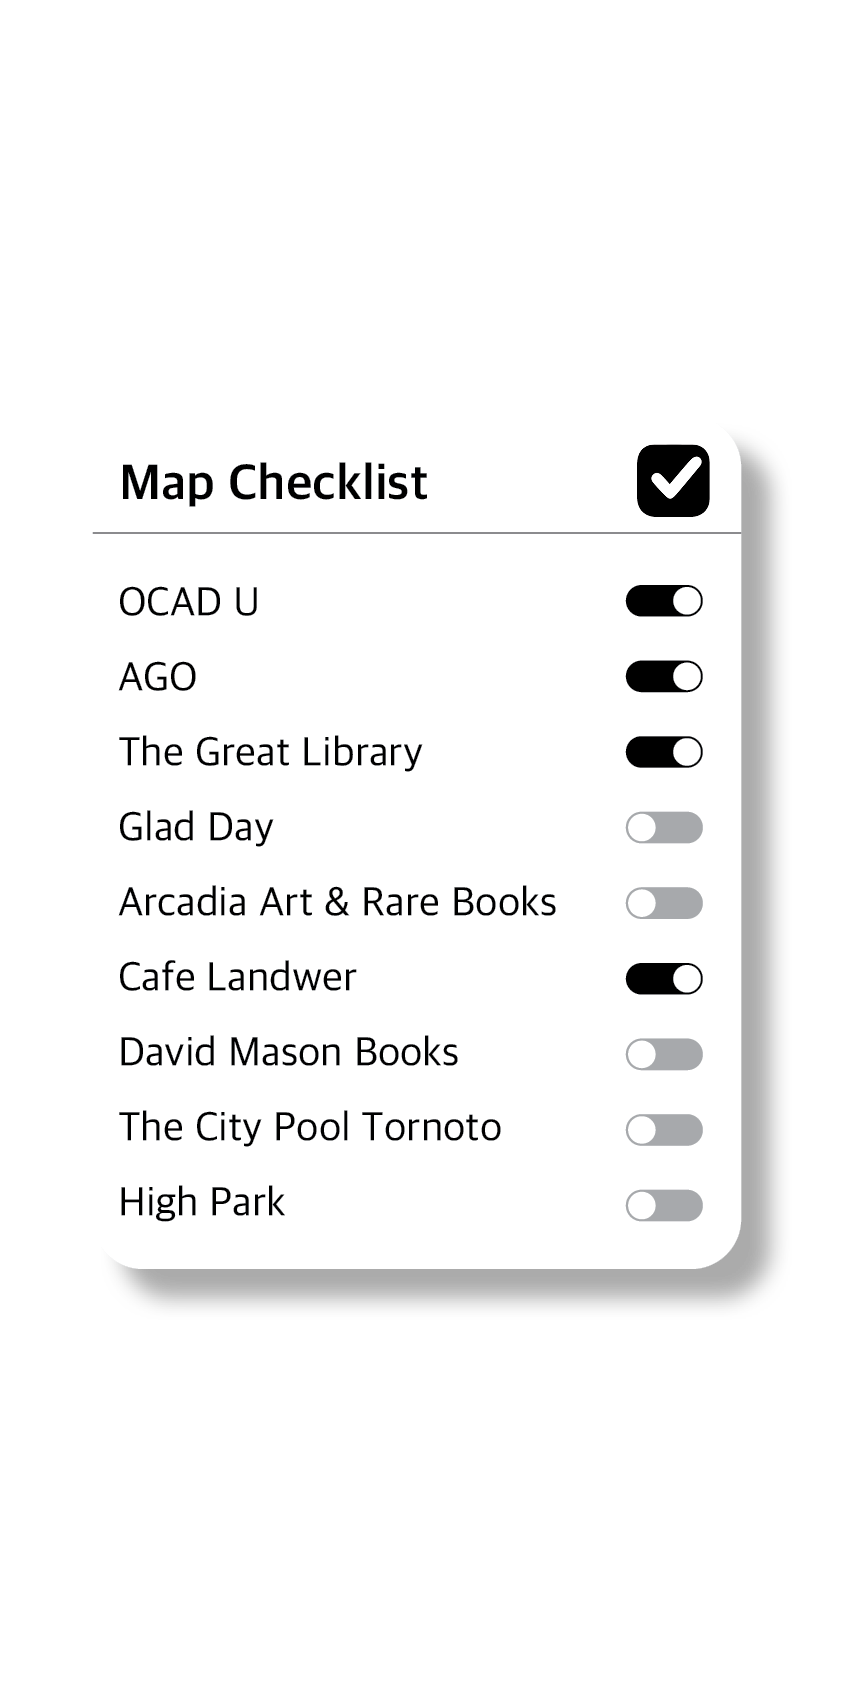 Map Checklist
OCAD U
AGO
The Great Library
Glad Day
Arcadia Art & Rare Books
Cafe Landwer
David Mason Books
The City Pool Tornoto
High Park